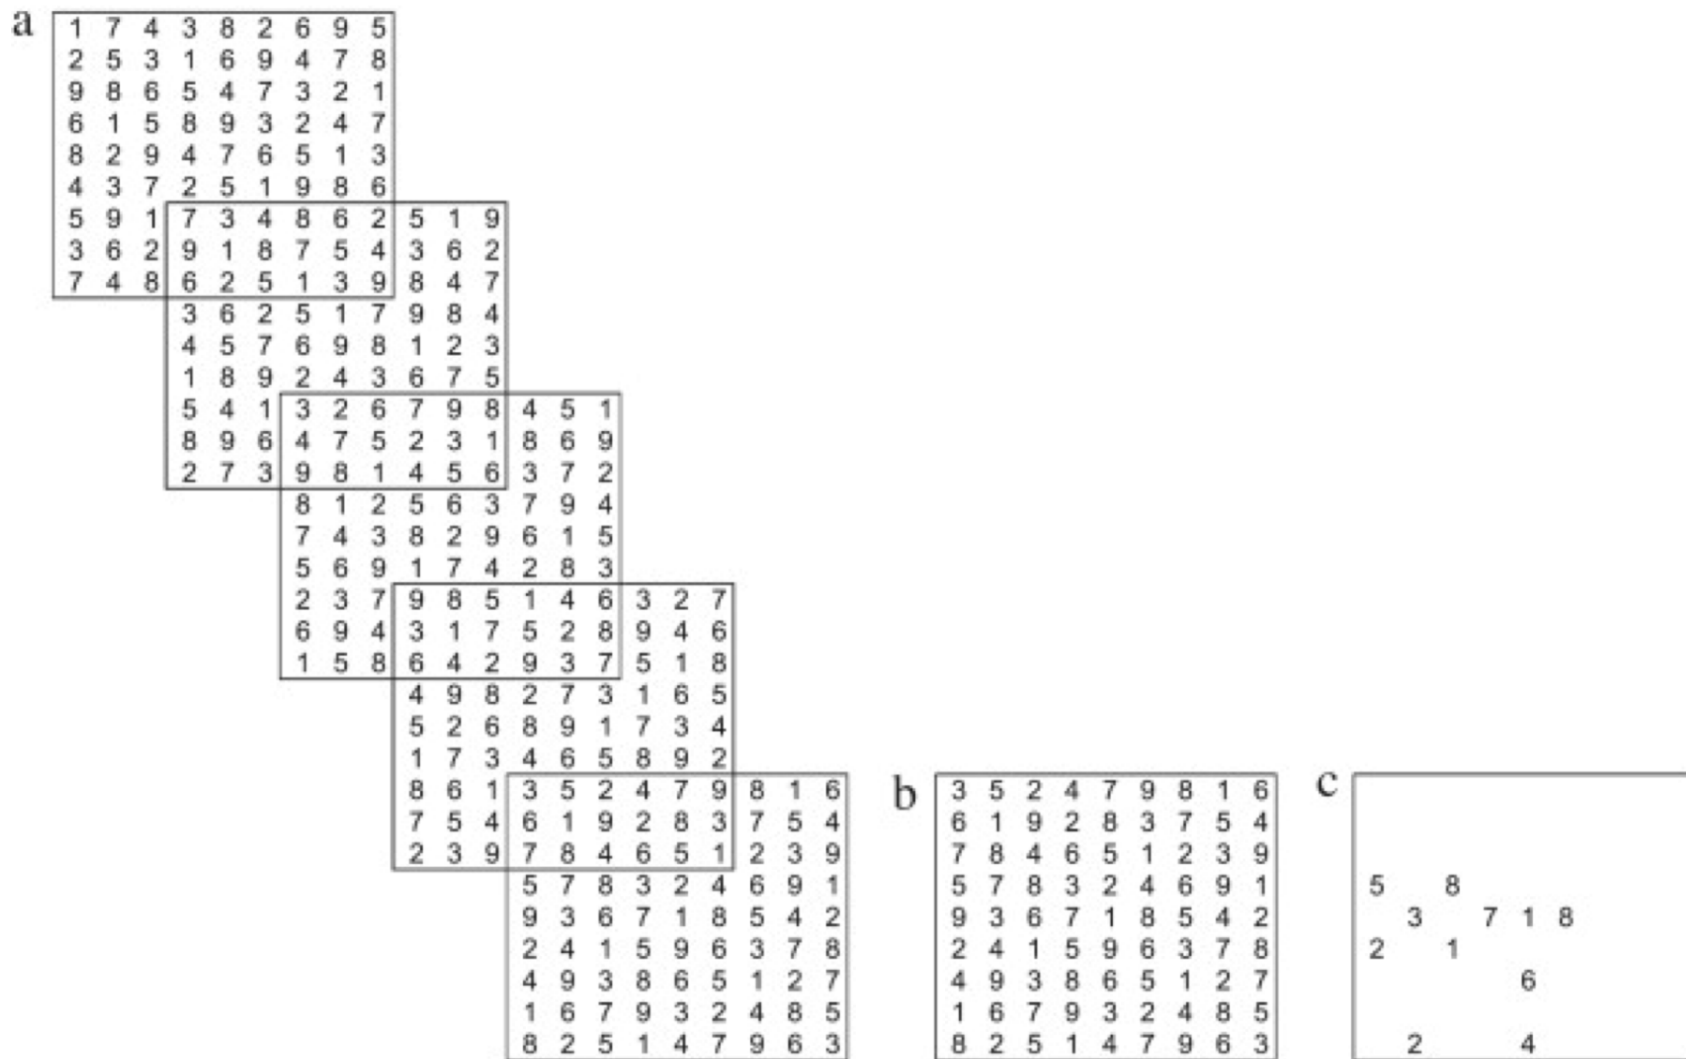 a
1 7 4 3 8 2 6 9 5
2 5 3 1 6 9 4 7 8
9 8 6 5 4 7 3 2 1
6 1 5 8 9 3 2 4 7
8 2 9 4 7 6 5 1 3
4 3 7 2 5 1 9 8 6
5 9 1 7 3 4 8 6 2 5 1 9
3 6 2 9 1 8 7 5 4 3 6 2
7 4 8 6 2 5 1 3 9 8 4 7
3 6 2 5 1 7 9 8 4
4 5 7 6 9 8 1 2 3
1 8 9 2 4 3 6 7 5
5 4 1 3 2 6 7 9 8 4 5 1
8 9 6 4 7 5 2 3 1 8 6 9
2 7 3 9 8 1 4 5 6 3 7 2
8 1 2 5 6 3 7 9 4
7 4 3 8 2 9 6 1 5
5 6 9 1 7 4 2 8 3
2 3 7 9 8 5 1 4 6 3 2 7
6 9 4 3 1 7 5 2 8 9 4 6
1 5 8 6 4 2 9 3 7 5 1 8
4 9 8 2 7 3 1 6 5
5 2 6 8 9 1 7 3 4
1 7 3 4 6 5 8 9 2
8 6 1 3 5 2 4 7 9 8 1 6
7 5 4 6 1 9 2 8 3 7 5 4
2 3 9 7 8 4 6 5 1 2 3 9
5 7 8 3 2 4 6 9 1
9 3 6 7 1 8 5 4 2
2 4 1 5 9 6 3 7 8
4 9 3 8 6 5 1 2 7
1 6 7 9 3 2 4 8 5
8 2 5 1 4 7 9 6 3
b
3 5 2 4 7 9 8 1 6
6 1 9 2 8 3 7 5 4
7 8 4 6 5 1 2 3 9
5 7 8 3 2 4 6 9 1
9 3 6 7 1 8 5 4 2
2 4 1 5 9 6 3 7 8
4 9 3 8 6 5 1 2 7
1 6 7 9 3 2 4 8 5
8 2 5 1 4 7 9 6 3
c
5 8
3 7 1 8
2 1
6
2 4